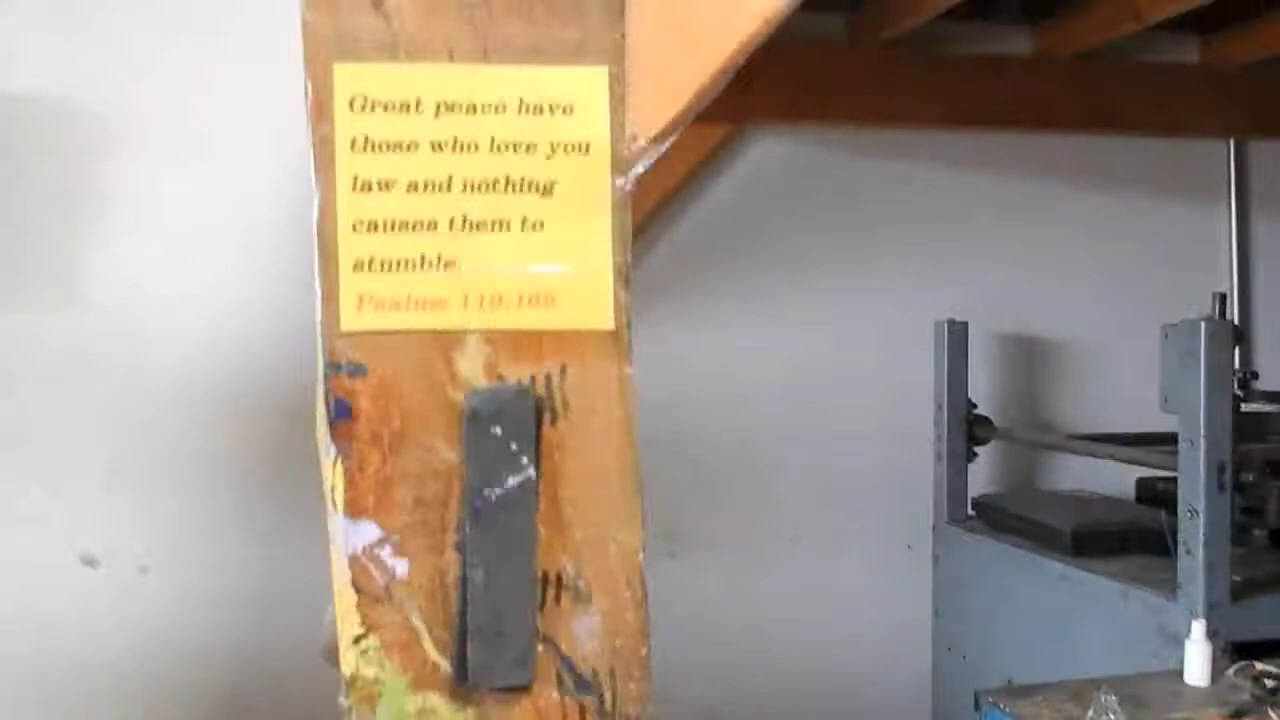 Great peace have
those who love you
law and nothing
causes them to
stumble.
Psalms 119:165